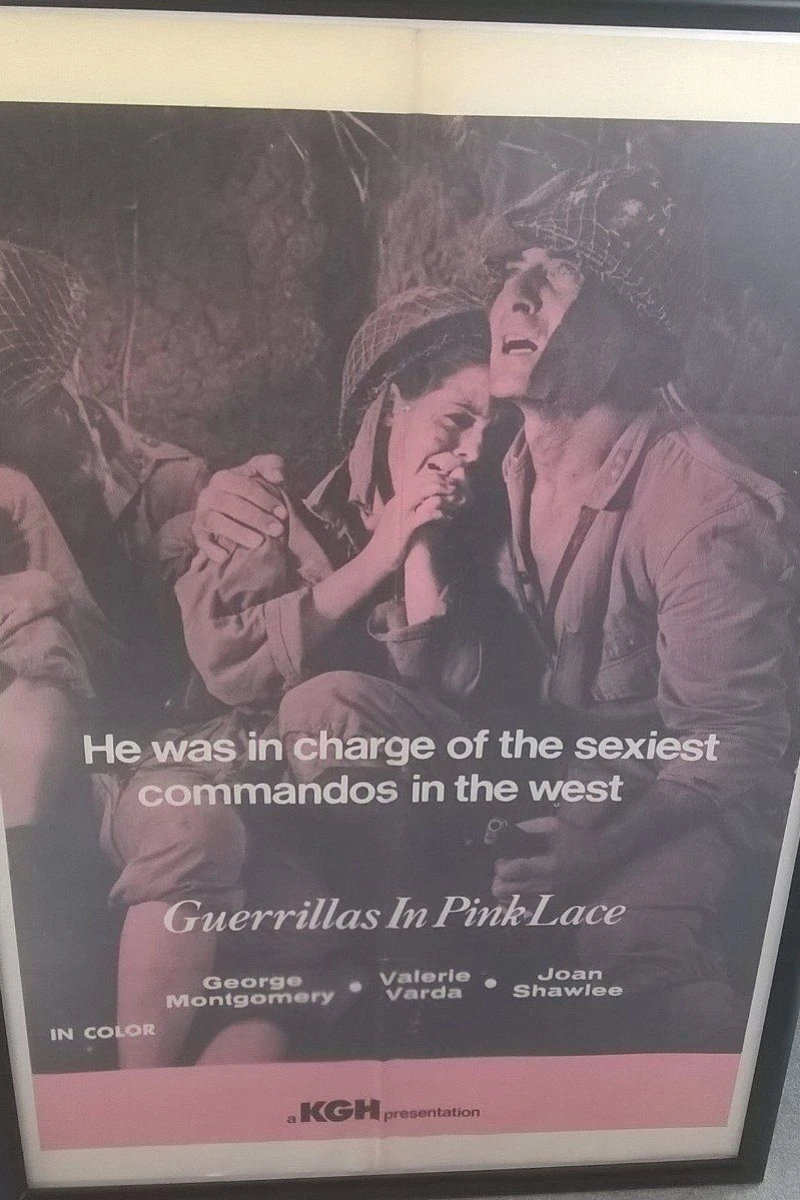 He was in charge of the sexiest
commandos in the west
Guerrillas In Pink Lace
George Montgomery • Valerie Varda • Joan Shawlee
IN COLOR
a KGH presentation